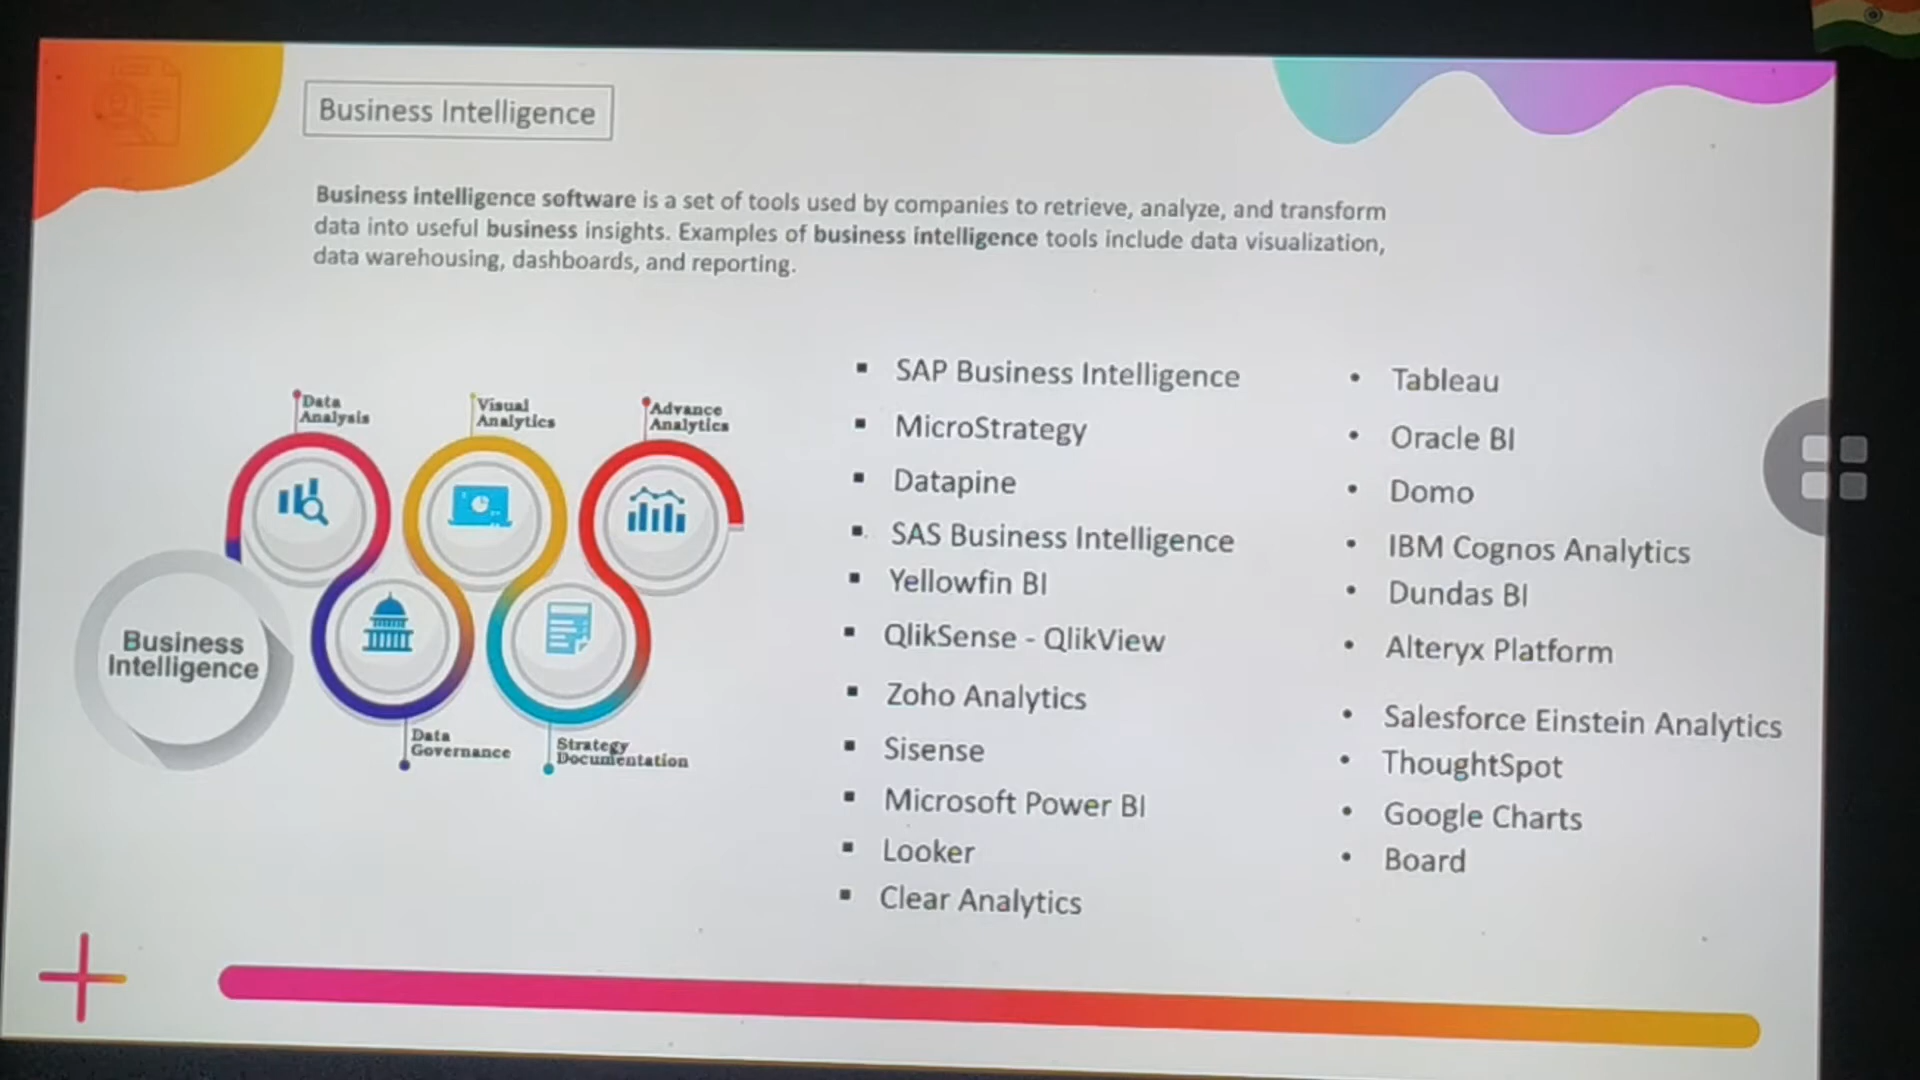 Business Intelligence
Business intelligence software is a set of tools used by companies to retrieve, analyze, and transform
data into useful business insights. Examples of business intelligence tools include data visualization,
data warehousing, dashboards, and reporting.
Data
Analysis
Visual
Analytics
Advance
Analytics
Business
Intelligence
Data
Governance
Strategy
Documentation
SAP Business Intelligence
MicroStrategy
Datapine
SAS Business Intelligence
Yellowfin BI
QlikSense - QlikView
Zoho Analytics
Sisense
Microsoft Power BI
Looker
Clear Analytics
Tableau
Oracle BI
Domo
IBM Cognos Analytics
Dundas BI
Alteryx Platform
Salesforce Einstein Analytics
ThoughtSpot
Google Charts
Board